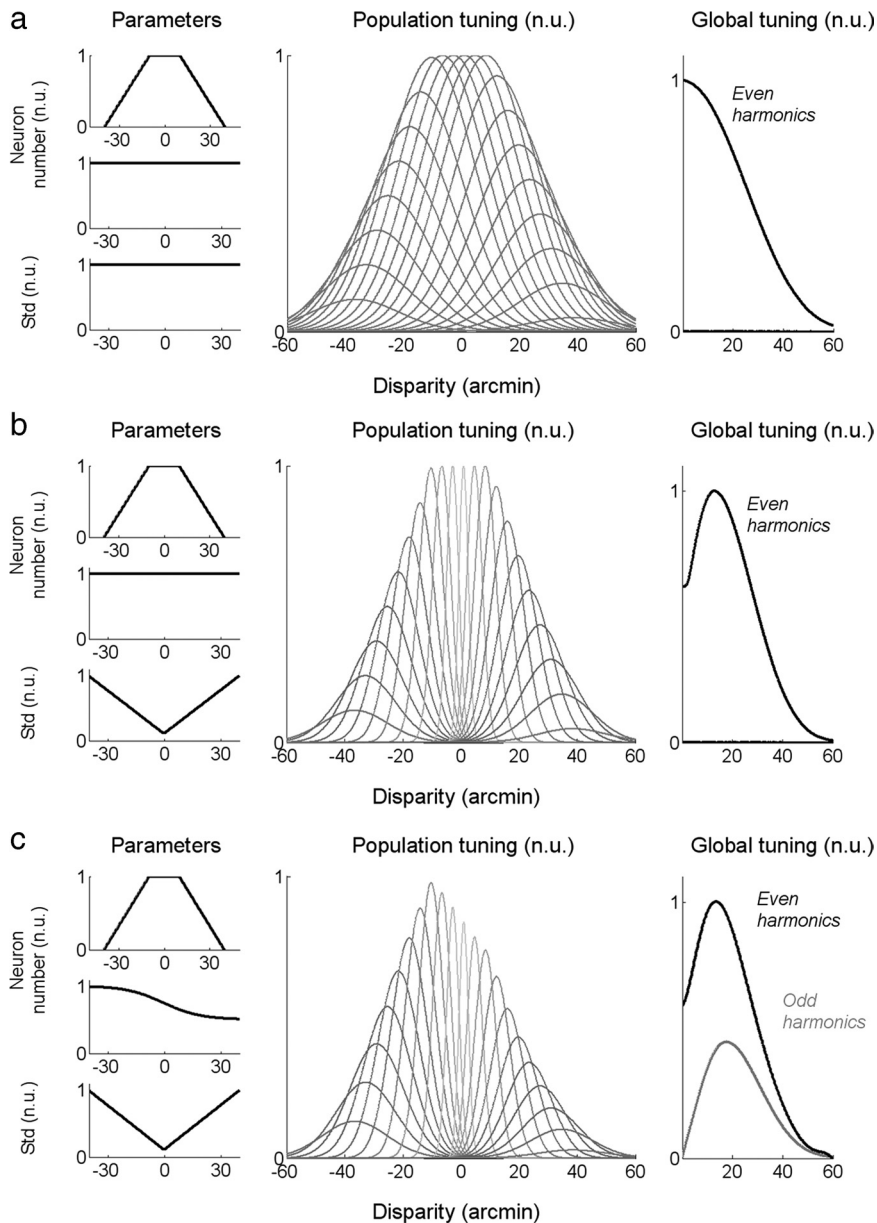 a
Parameters
Population tuning (n.u.)
Global tuning (n.u.)
Neuron
number (n.u.)
1
0
-30 0 30
1
0
-30 0 30
Std (n.u.)
1
0
-30 0 30
1
0
-60 -40 -20 0 20 40 60
Disparity (arcmin)
Even
harmonics
1
0
20 40 60
b
Parameters
Population tuning (n.u.)
Global tuning (n.u.)
Neuron
number (n.u.)
1
0
-30 0 30
1
0
-30 0 30
Std (n.u.)
1
0
-30 0 30
1
0
-60 -40 -20 0 20 40 60
Disparity (arcmin)
Even
harmonics
1
0
20 40 60
c
Parameters
Population tuning (n.u.)
Global tuning (n.u.)
Neuron
number (n.u.)
1
0
-30 0 30
1
0
-30 0 30
Std (n.u.)
1
0
-30 0 30
1
0
-60 -40 -20 0 20 40 60
Disparity (arcmin)
Even
harmonics
Odd
harmonics
1
0
20 40 60